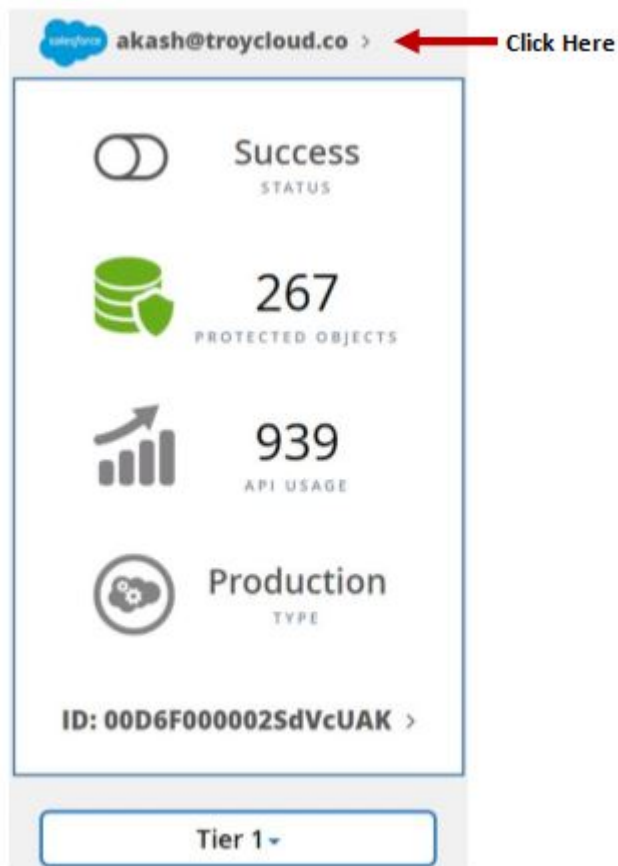 salesforce akash@troycloud.co > Click Here
Success
STATUS
267
PROTECTED OBJECTS
939
API USAGE
Production
TYPE
ID: 00D6F000002SdVcUAK >
Tier 1